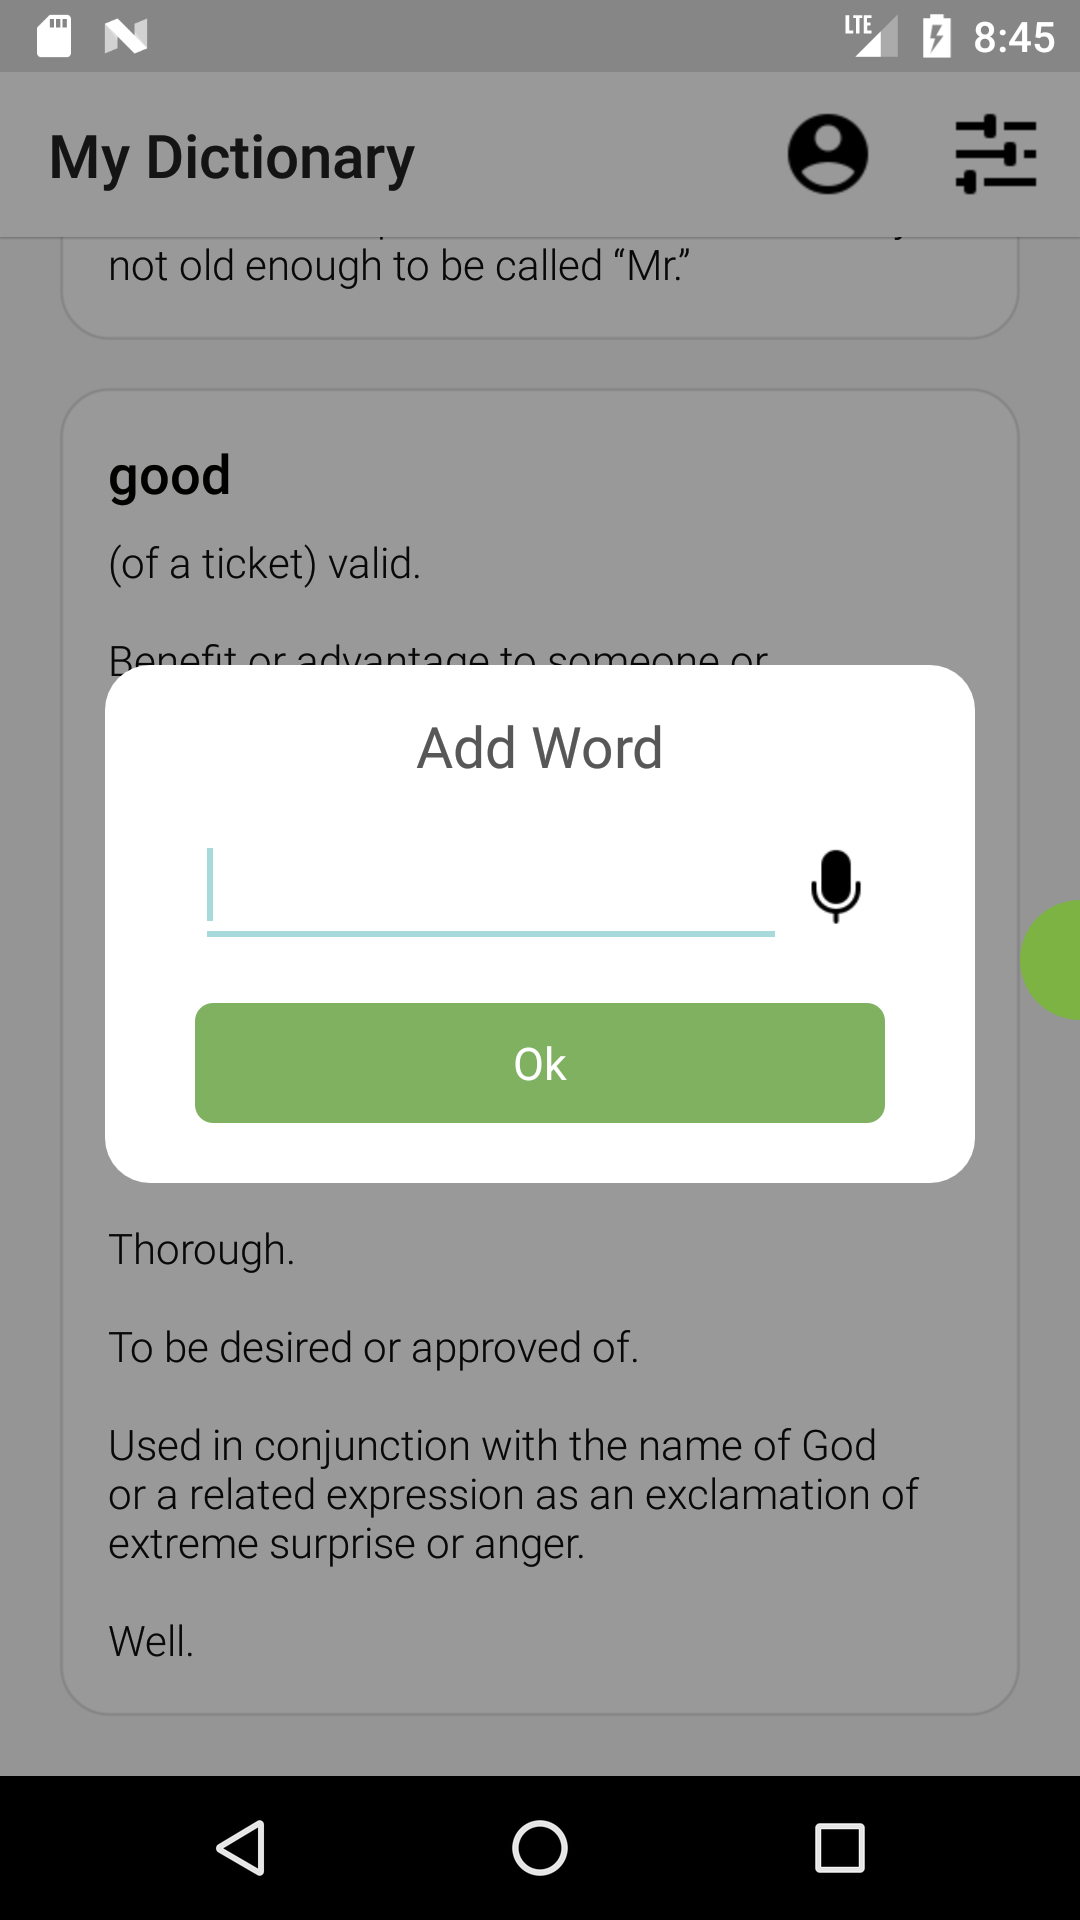 LTE 8:45
My Dictionary
not old enough to be called “Mr.”
good
(of a ticket) valid.
Benefit or advantage to someone or
Add Word
Ok
Thorough.
To be desired or approved of.
Used in conjunction with the name of God
or a related expression as an exclamation of
extreme surprise or anger.
Well.